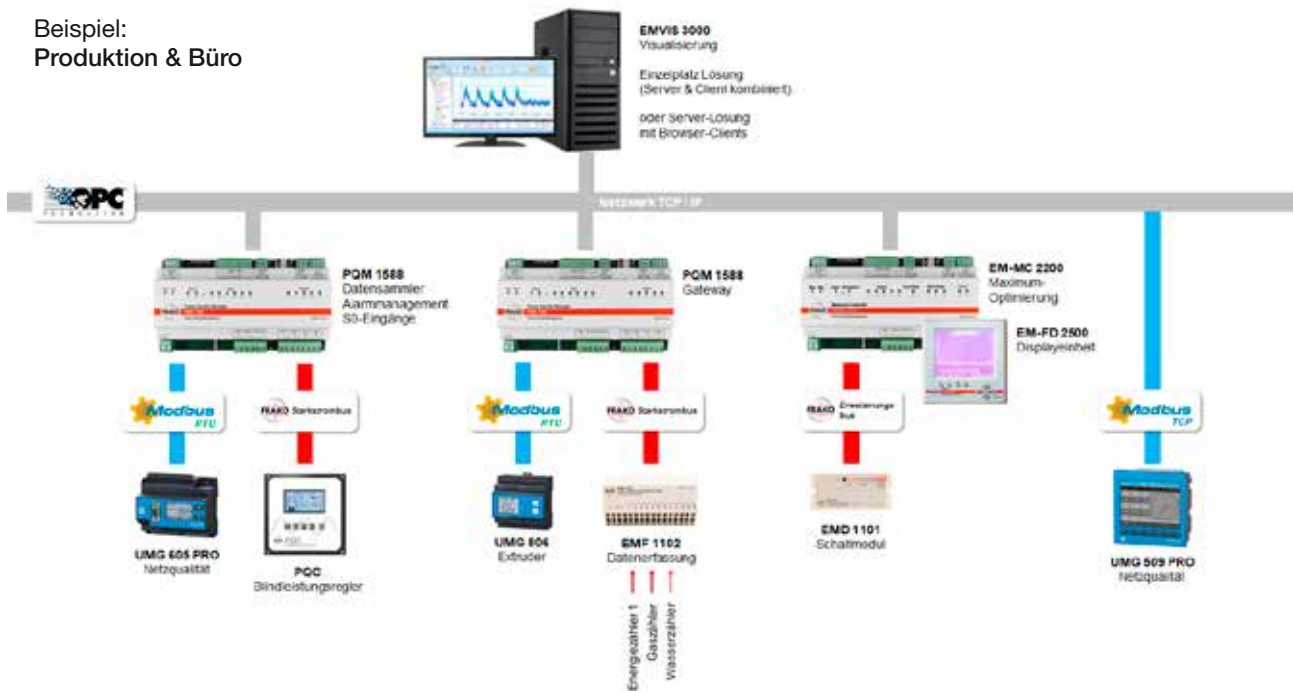 Beispiel:
Produktion & Büro
EMVIS 3000
Visualisierung
Einzelplatz Lösung
(Server & Client kombiniert)
oder Server-Lösung
mit Browser-Clients
OPC
FOUNDATION
Netzwerk TCP / IP
PQM 1588
Datensammler
Alarmmanagement
S0-Eingänge
PQM 1588
Gateway
EM-MC 2200
Maximum-
Optimierung
EM-FD 2500
Displayeinheit
Modbus
RTU
FRAKO Starkstrombus
Modbus
RTU
FRAKO Starkstrombus
FRAKO Erweiterungs
Bus
Modbus
TCP
UMG 605 PRO
Netzqualität
PQC
Blindleistungsregler
UMG 806
Extruder
EMF 1102
Datenerfassung
EMD 1101
Schaltmodul
UMG 509 PRO
Netzqualität
Energiezähler 1
Gaszähler
Wasserzähler